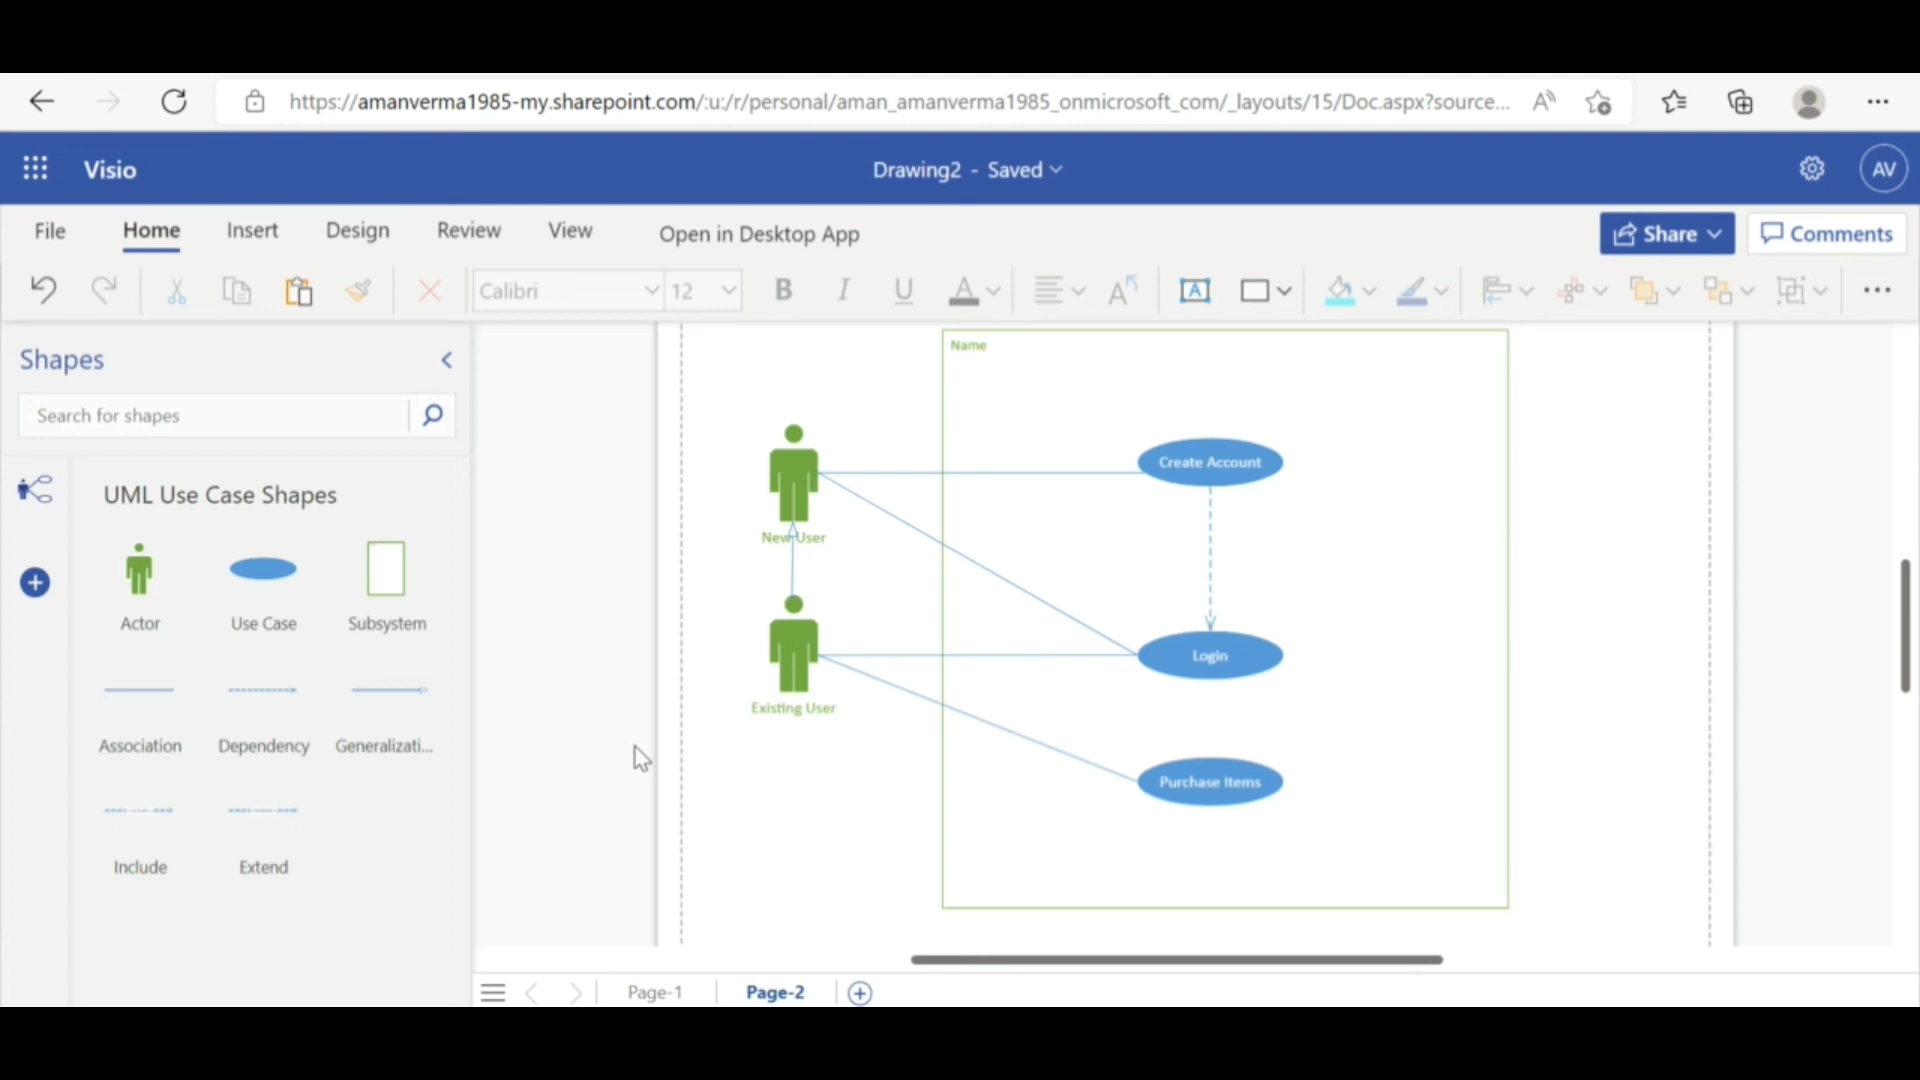 https://amanverma1985-my.sharepoint.com/:u:/r/personal/aman_amanverma1985_onmicrosoft_com/_layouts/15/Doc.aspx?source...
Visio
Drawing2 - Saved
AV
File Home Insert Design Review View Open in Desktop App
Share
Comments
Calibri
12
B I U A
Shapes
Search for shapes
UML Use Case Shapes
Actor
Use Case
Subsystem
Association
Dependency
Generalizati...
Include
Extend
Name
New User
Existing User
Create Account
Login
Purchase Items
Page-1
Page-2